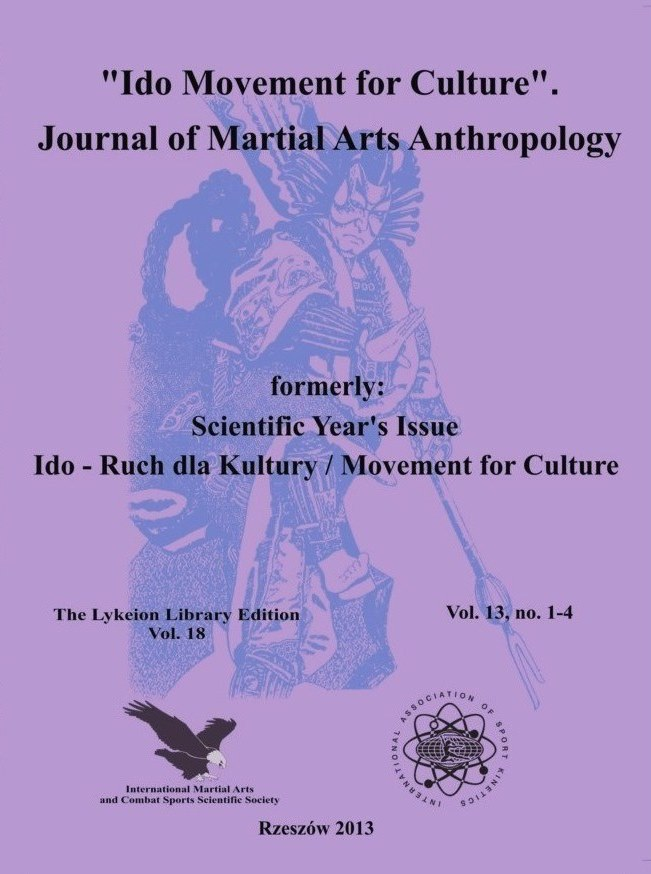 "Ido Movement for Culture".
Journal of Martial Arts Anthropology
formerly:
Scientific Year's Issue
Ido - Ruch dla Kultury / Movement for Culture
The Lykeion Library Edition
Vol. 18
Vol. 13, no. 1-4
International Martial Arts
and Combat Sports Scientific Society
INTERNATIONAL ASSOCIATION OF SPORT KINETICS
Rzeszów 2013